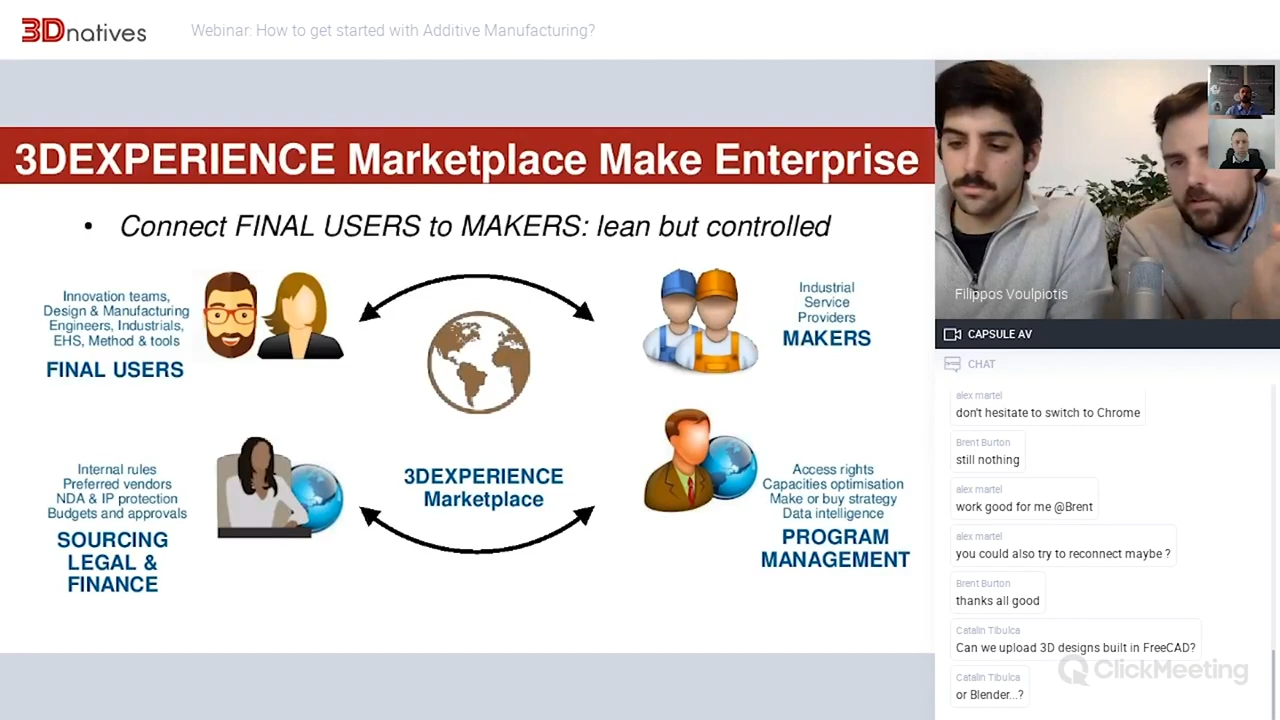 3Dnatives
Webinar: How to get started with Additive Manufacturing?
3DEXPERIENCE Marketplace Make Enterprise
• Connect FINAL USERS to MAKERS: lean but controlled
Innovation teams,
Design & Manufacturing
Engineers, Industrials,
EHS, Method & tools
FINAL USERS
Industrial
Service
Providers
MAKERS
Internal rules
Preferred vendors
NDA & IP protection
Budgets and approvals
SOURCING
LEGAL &
FINANCE
3DEXPERIENCE
Marketplace
Access rights
Capacities optimisation
Make or buy strategy
Data intelligence
PROGRAM
MANAGEMENT
Filippos Voulpiotis
CAPSULE AV
CHAT
alex martel
don't hesitate to switch to Chrome
Brent Burton
still nothing
alex martel
work good for me @Brent
alex martel
you could also try to reconnect maybe ?
Brent Burton
thanks all good
Catalin Tibulca
Can we upload 3D designs built in FreeCAD?
Catalin Tibulca
or Blender...?
ClickMeeting